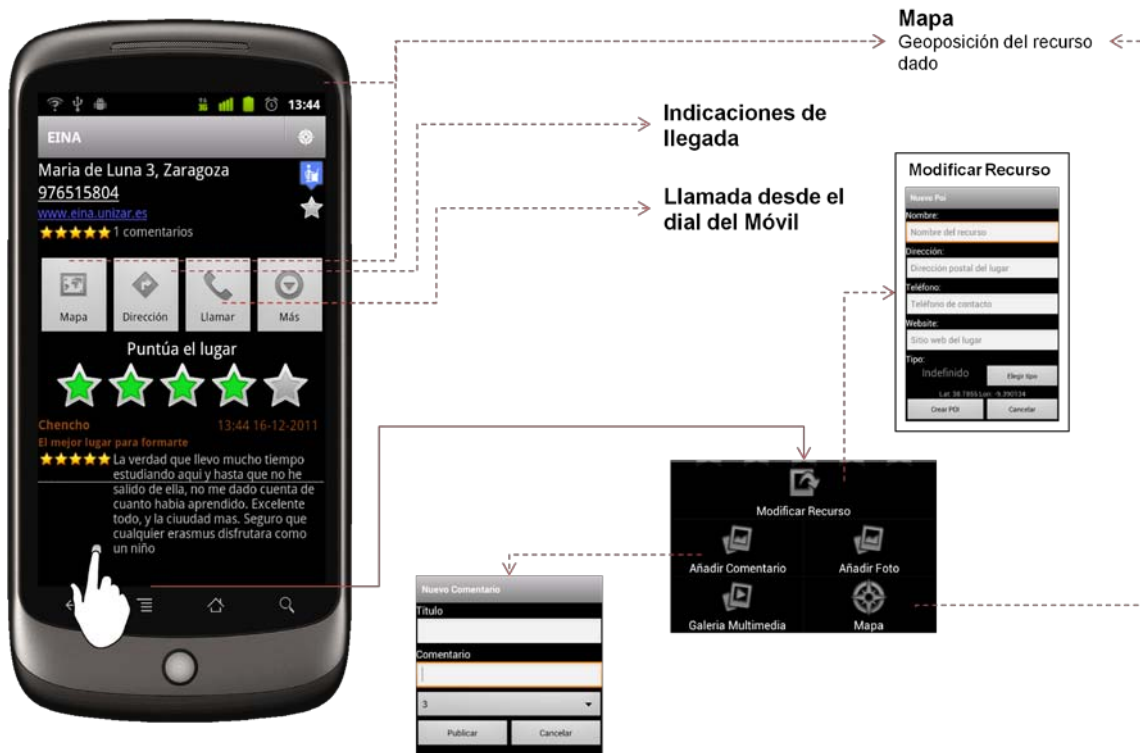 Mapa
Geoposición del recurso
dado
13:44
EINA
Indicaciones de
llegada
Maria de Luna 3, Zaragoza
976515804
www.eina.unizar.es
1 comentarios
Llamada desde el
dial del Móvil
Mapa
Dirección
Llamar
Más
Puntúa el lugar
Chencho
13:44 16-12-2011
El mejor lugar para formarte
La verdad que llevo mucho tiempo
estudiando aqui y hasta que no he
salido de ella, no me dado cuenta de
cuanto habia aprendido. Excelente
todo, y la ciuudad mas. Seguro que
cualquier erasmus disfrutara como
un niño
Modificar Recurso
Nuevo Poi
Nombre:
Nombre del recurso
Dirección:
Dirección postal del lugar
Teléfono:
Teléfono de contacto
Website:
Sitio web del lugar
Tipo:
Indefinido
Elegir tipo
Lat: 38.7855 Lon: -9.390134
Crear POI
Cancelar
Modificar Recurso
Añadir Comentario
Añadir Foto
Galeria Multimedia
Mapa
Nuevo Comentario
Título
Comentario
3
Publicar
Cancelar